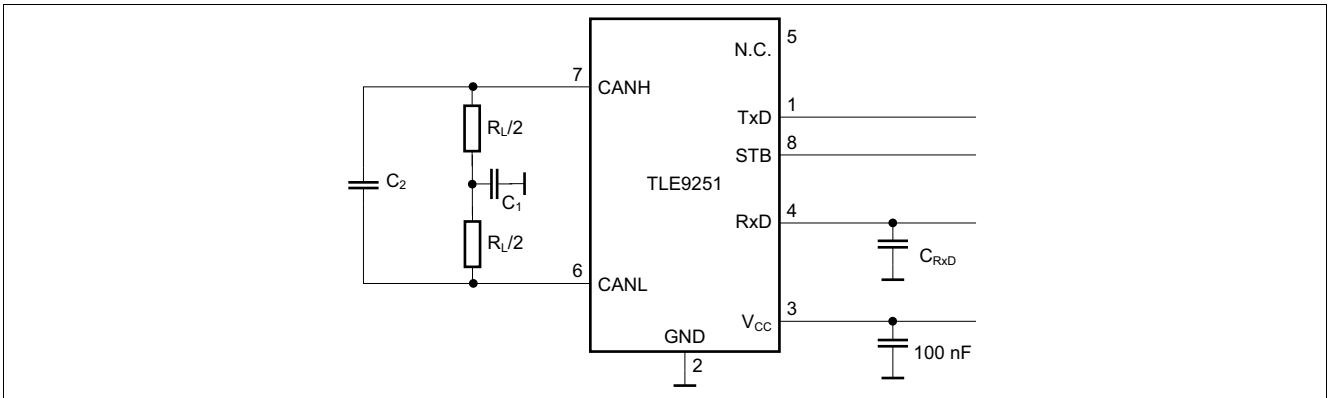 5
N.C.
7
CANH
1
TxD
R_L/2
8
STB
C₂
TLE9251
C₁
4
RxD
R_L/2
C_RxD
6
CANL
3
V_CC
GND
100 nF
2